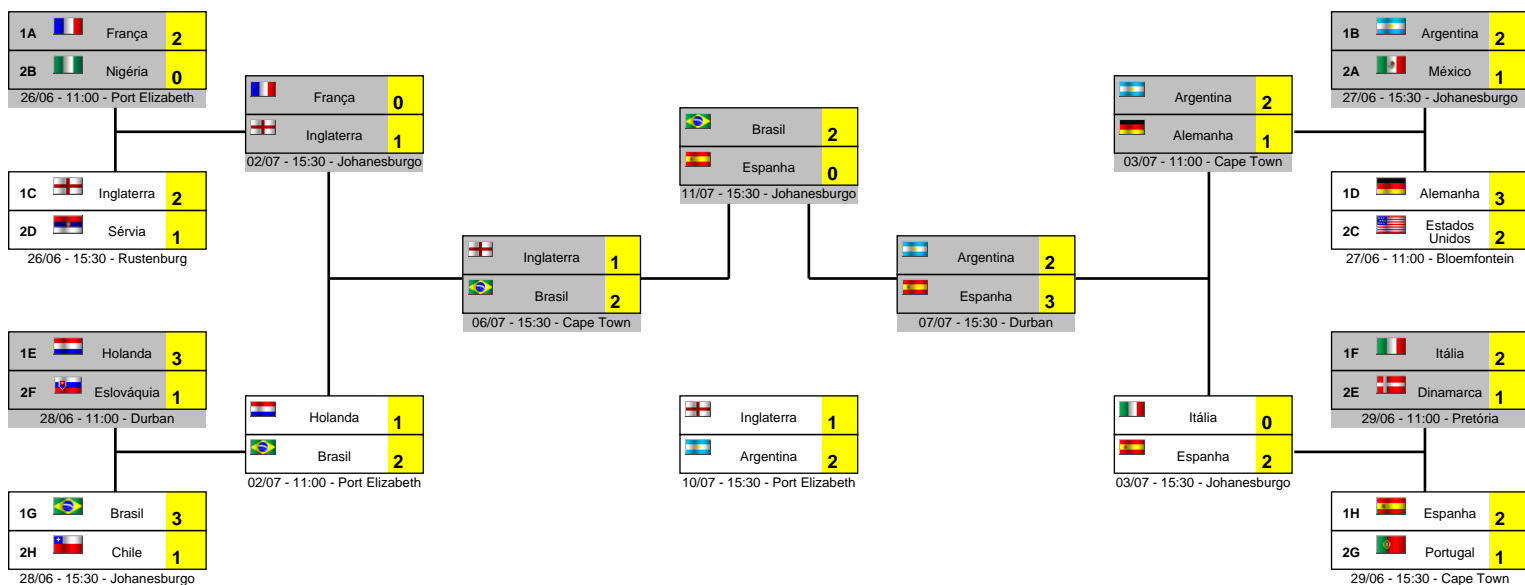 1A França 2
2B Nigéria 0
26/06 - 11:00 - Port Elizabeth
1C Inglaterra 2
2D Sérvia 1
26/06 - 15:30 - Rustenburg
1E Holanda 3
2F Eslováquia 1
28/06 - 11:00 - Durban
1G Brasil 3
2H Chile 1
28/06 - 15:30 - Johanesburgo
França 0
Inglaterra 1
02/07 - 15:30 - Johanesburgo
Holanda 1
Brasil 2
02/07 - 11:00 - Port Elizabeth
Inglaterra 1
Brasil 2
06/07 - 15:30 - Cape Town
Brasil 2
Espanha 0
11/07 - 15:30 - Johanesburgo
Inglaterra 1
Argentina 2
10/07 - 15:30 - Port Elizabeth
Argentina 2
Espanha 3
07/07 - 15:30 - Durban
Argentina 2
Alemanha 1
03/07 - 11:00 - Cape Town
Itália 0
Espanha 2
03/07 - 15:30 - Johanesburgo
1B Argentina 2
2A México 1
27/06 - 15:30 - Johanesburgo
1D Alemanha 3
2C Estados
Unidos 2
27/06 - 11:00 - Bloemfontein
1F Itália 2
2E Dinamarca 1
29/06 - 11:00 - Pretória
1H Espanha 2
2G Portugal 1
29/06 - 15:30 - Cape Town